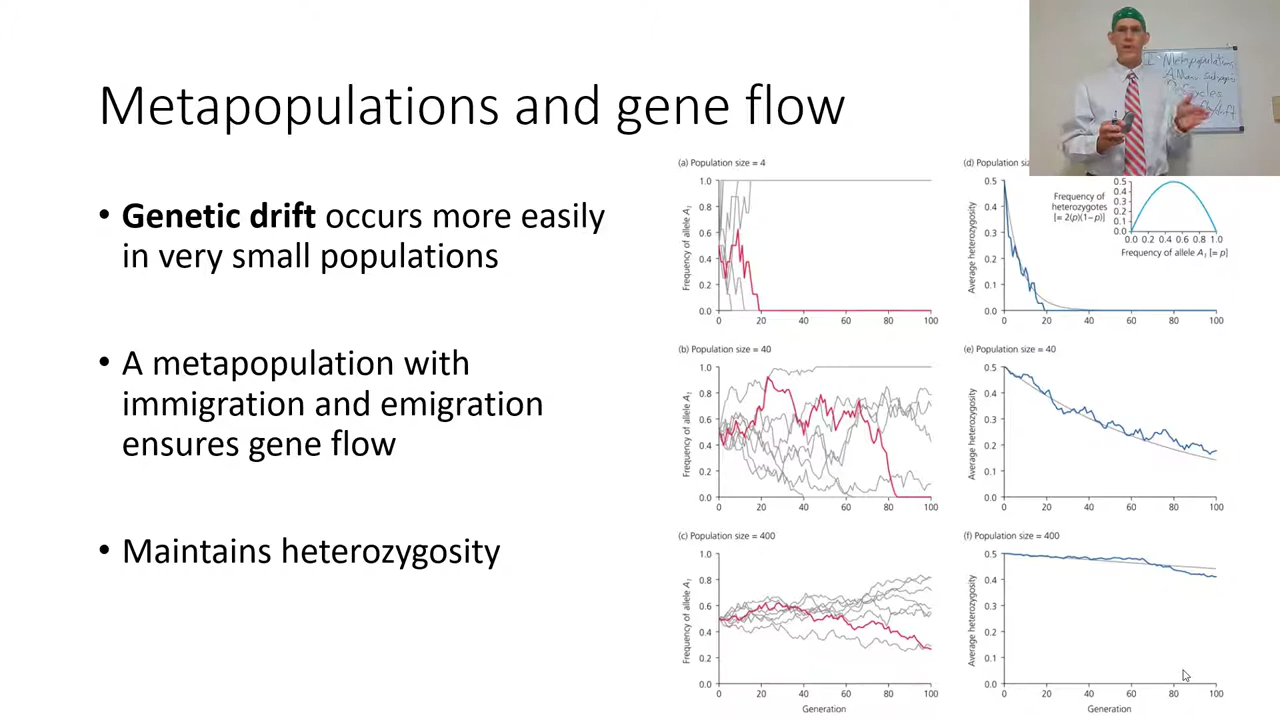 Metapopulations and gene flow
• Genetic drift occurs more easily
in very small populations
• A metapopulation with
immigration and emigration
ensures gene flow
• Maintains heterozygosity
I Metapopulations
A
(a) Population size = 4
Frequency of allele A₁
1.0
0.8
0.6
0.4
0.2
0.0
0 20 40 60 80 100
(d) Population
Average heterozygosity
0.5
0.4
0.3
0.2
0.1
0.0
0 20 40 60 80 100
Frequency of
heterozygotes
[= 2(p)(1−p)]
0.5
0.4
0.3
0.2
0.1
0.0
0.0 0.2 0.4 0.6 0.8 1.0
Frequency of allele A₁ [= p]
(b) Population size = 40
Frequency of allele A₁
1.0
0.8
0.6
0.4
0.2
0.0
0 20 40 60 80 100
(e) Population size = 40
Average heterozygosity
0.5
0.4
0.3
0.2
0.1
0.0
0 20 40 60 80 100
(c) Population size = 400
Frequency of allele A₁
1.0
0.8
0.6
0.4
0.2
0.0
0 20 40 60 80 100
Generation
(f) Population size = 400
Average heterozygosity
0.5
0.4
0.3
0.2
0.1
0.0
0 20 40 60 80 100
Generation